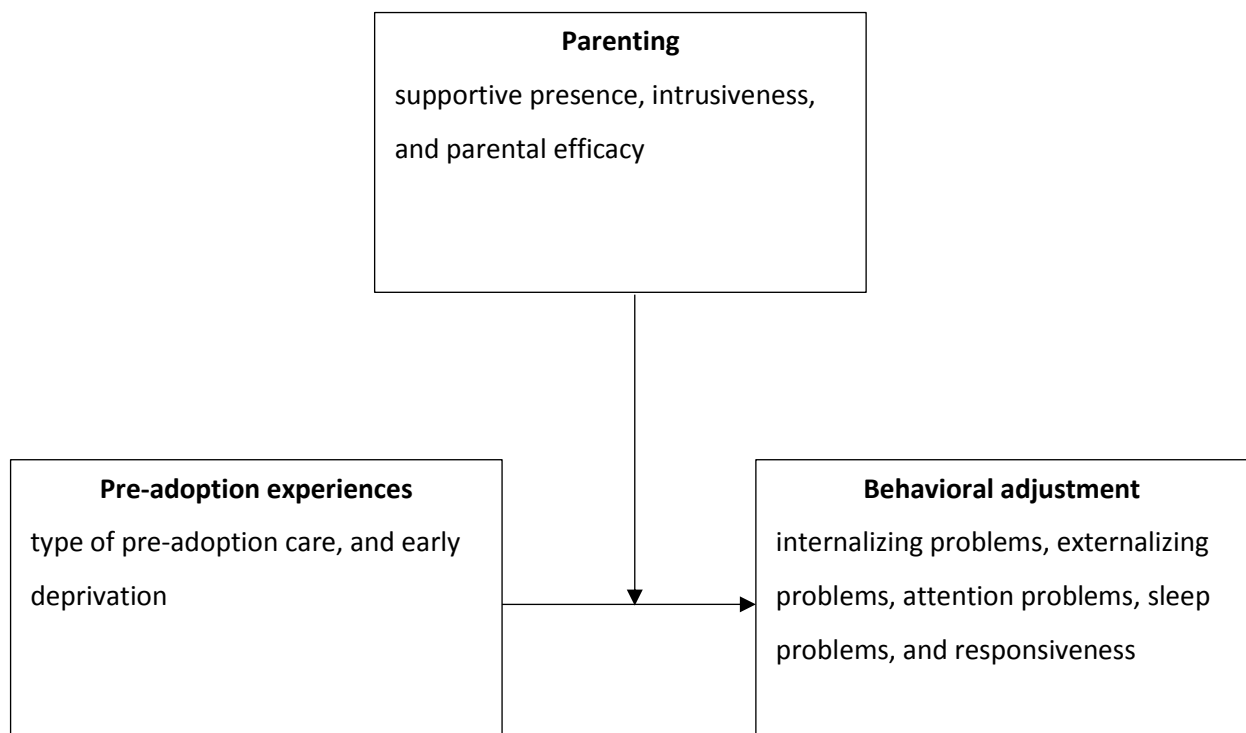 Parenting
supportive presence, intrusiveness,
and parental efficacy
Pre-adoption experiences
type of pre-adoption care, and early
deprivation
Behavioral adjustment
internalizing problems, externalizing
problems, attention problems, sleep
problems, and responsiveness